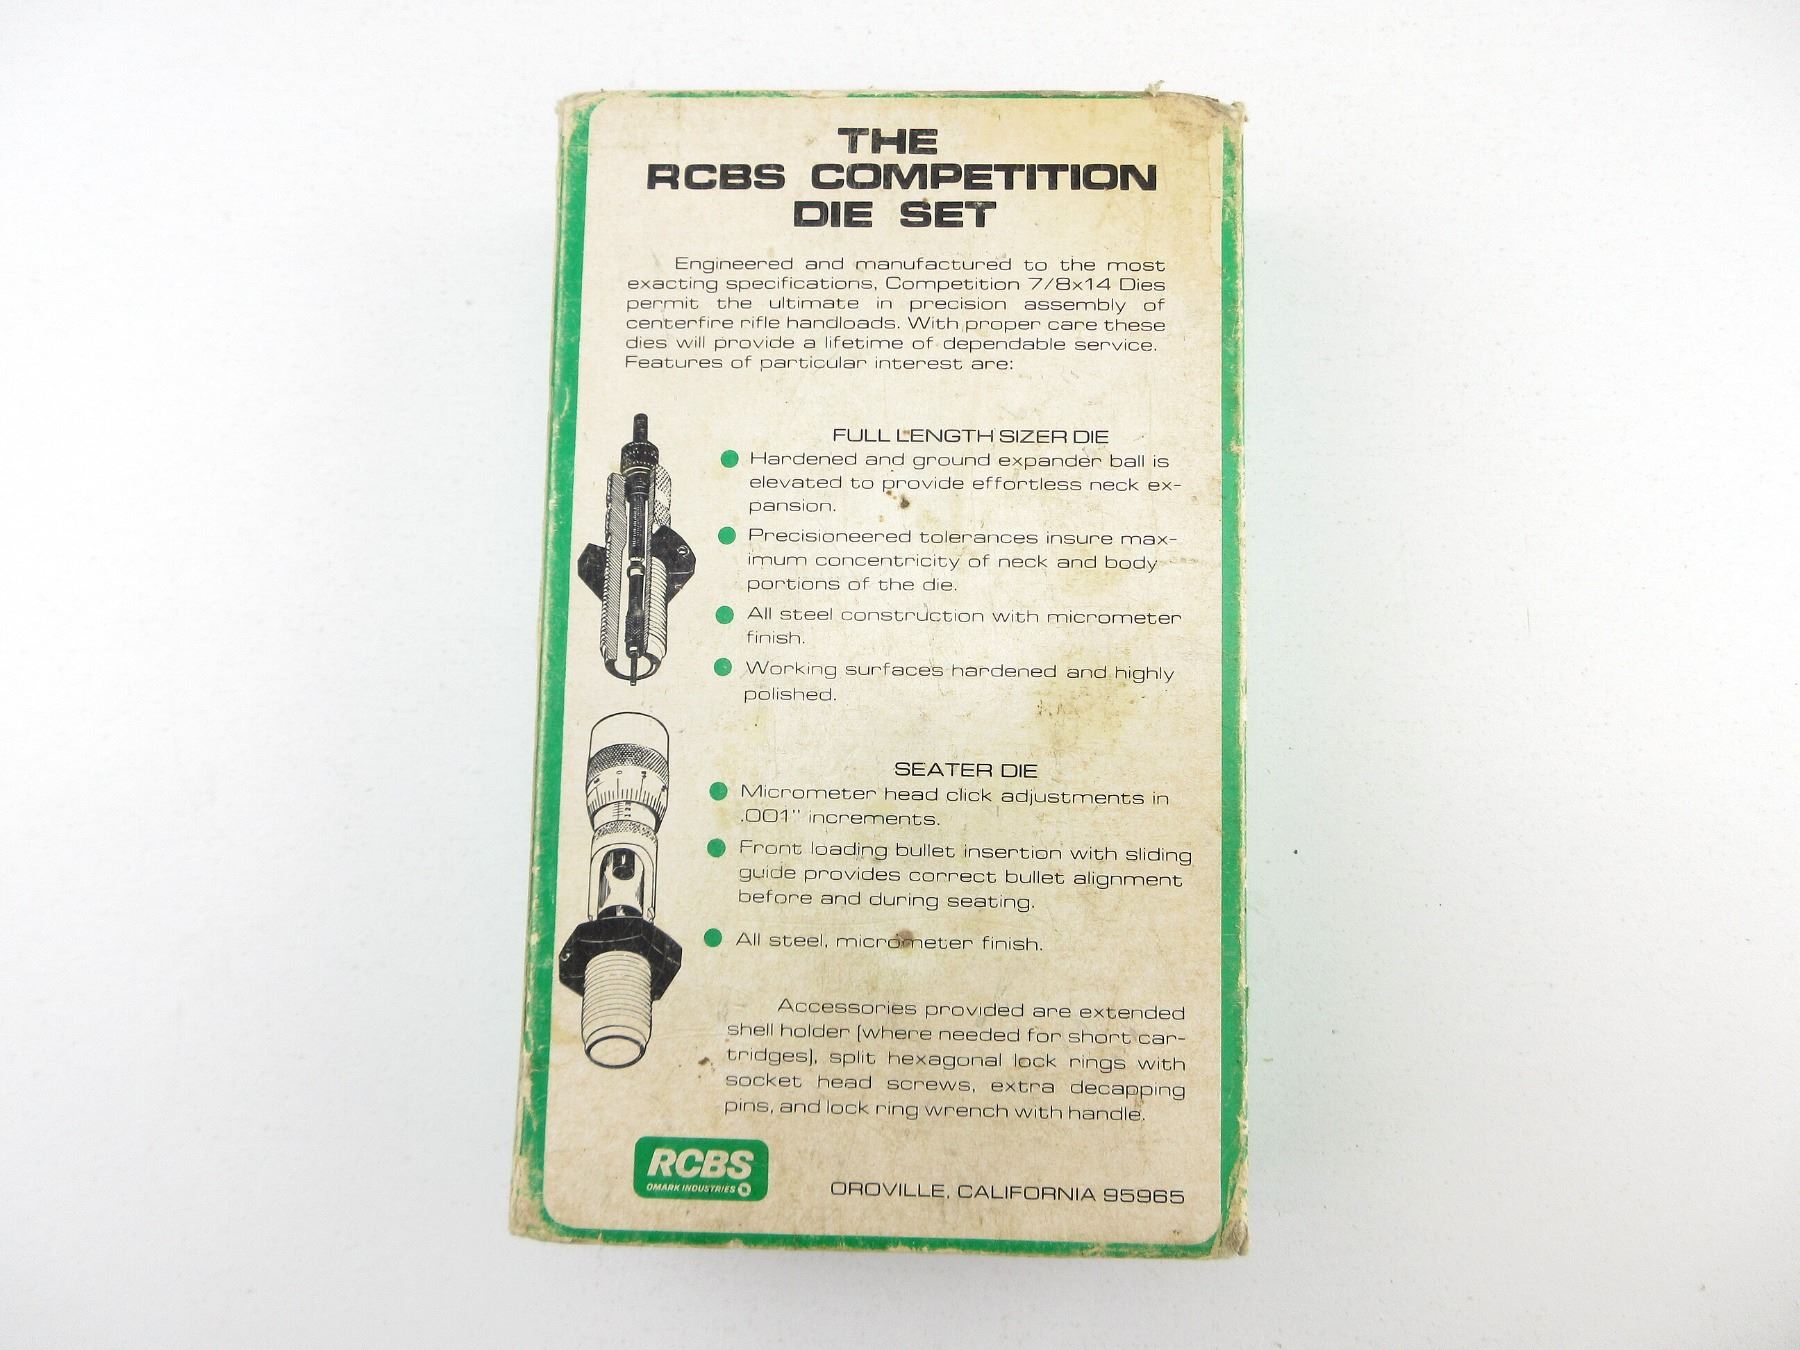 THE
RCBS COMPETITION
DIE SET
Engineered and manufactured to the most
exacting specifications, Competition 7/8x14 Dies
permit the ultimate in precision assembly of
centerfire rifle handloads. With proper care these
dies will provide a lifetime of dependable service.
Features of particular interest are:
FULL LENGTH SIZER DIE
Hardened and ground expander ball is
elevated to provide effortless neck ex-
pansion.
Precisioneered tolerances insure max-
imum concentricity of neck and body
portions of the die.
All steel construction with micrometer
finish.
Working surfaces hardened and highly
polished.
SEATER DIE
Micrometer head click adjustments in
.001" increments.
Front loading bullet insertion with sliding
guide provides correct bullet alignment
before and during seating.
All steel, micrometer finish.
Accessories provided are extended
shell holder (where needed for short car-
tridges), split hexagonal lock rings with
socket head screws, extra decapping
pins, and lock ring wrench with handle.
RCBS
OMARK INDUSTRIES
OROVILLE, CALIFORNIA 95965